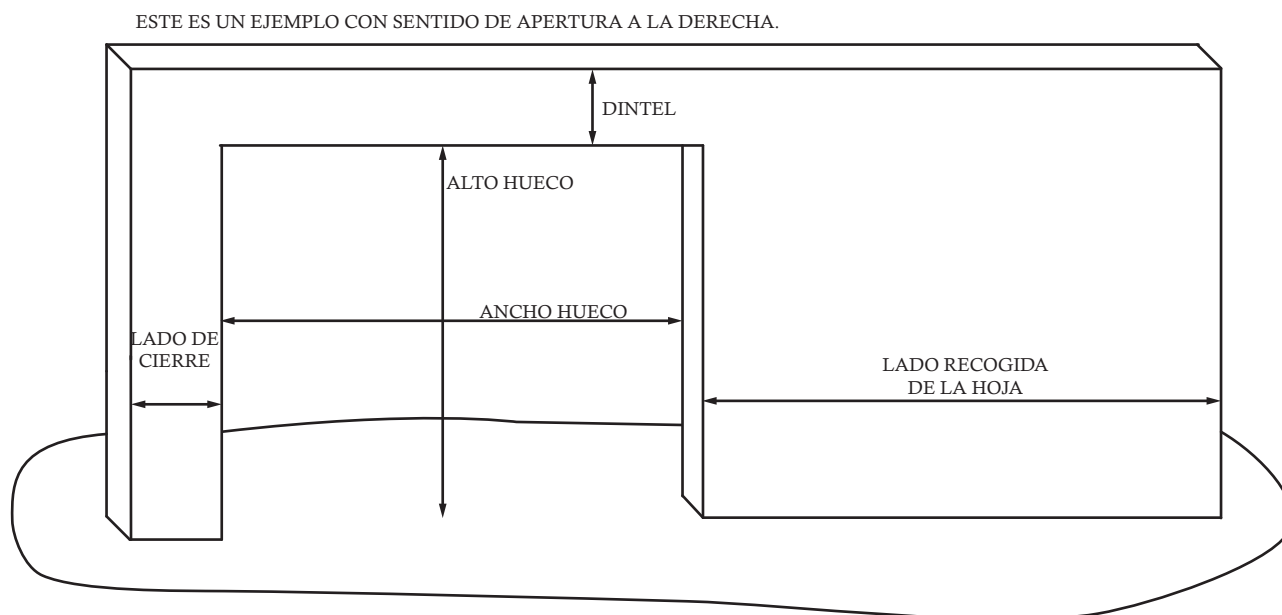 ESTE ES UN EJEMPLO CON SENTIDO DE APERTURA A LA DERECHA.
DINTEL
ALTO HUECO
ANCHO HUECO
LADO DE
CIERRE
LADO RECOGIDA
DE LA HOJA